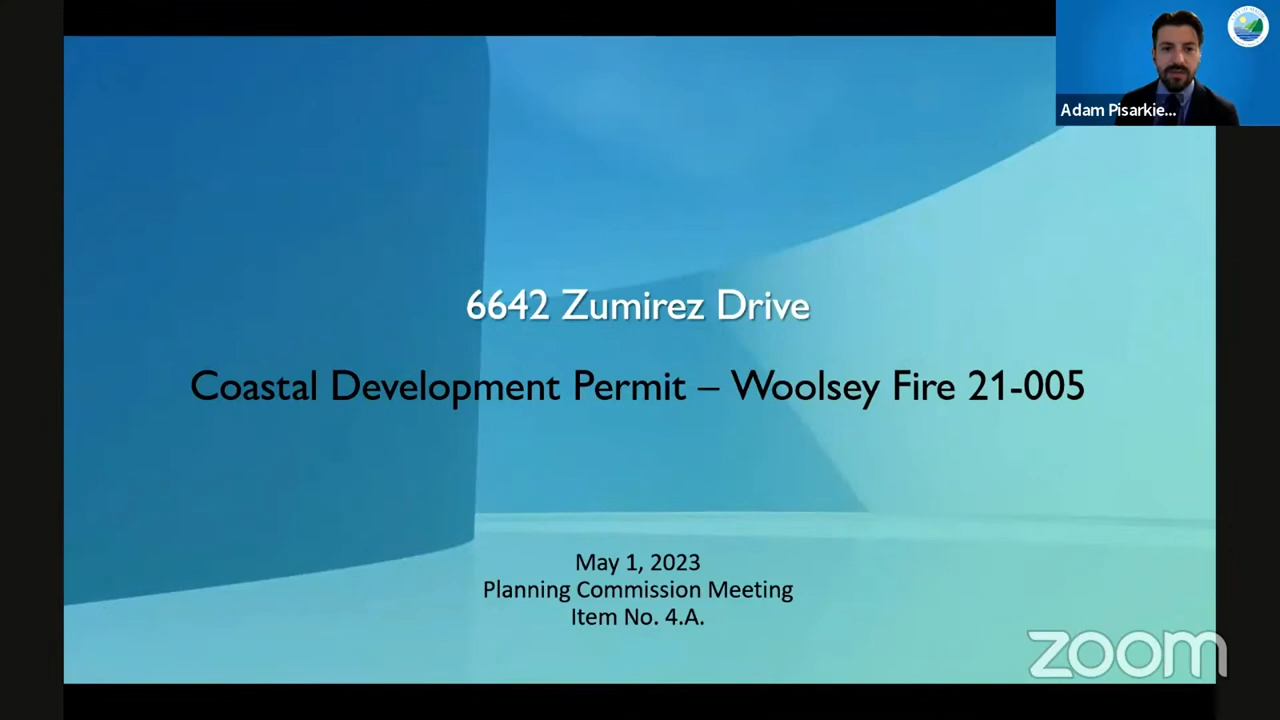 Adam Pisarkie...
6642 Zumirez Drive
Coastal Development Permit – Woolsey Fire 21-005
May 1, 2023
Planning Commission Meeting
Item No. 4.A.
zoom